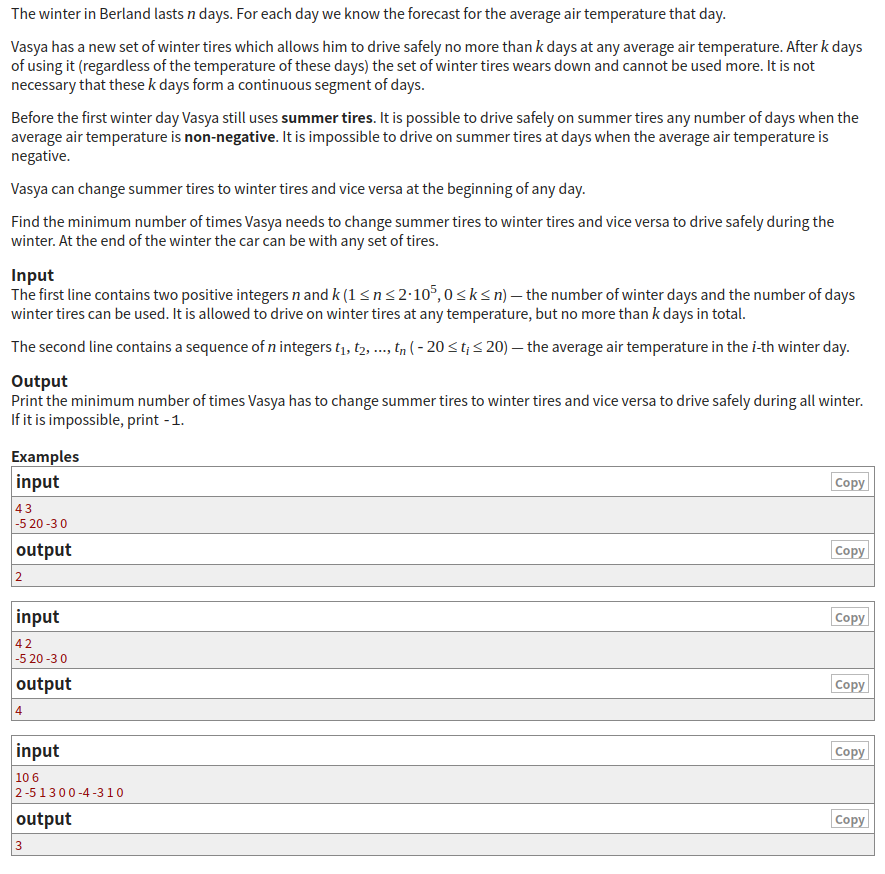 The winter in Berland lasts n days. For each day we know the forecast for the average air temperature that day.
Vasya has a new set of winter tires which allows him to drive safely no more than k days at any average air temperature. After k days
of using it (regardless of the temperature of these days) the set of winter tires wears down and cannot be used more. It is not
necessary that these k days form a continuous segment of days.
Before the first winter day Vasya still uses summer tires. It is possible to drive safely on summer tires any number of days when the
average air temperature is non-negative. It is impossible to drive on summer tires at days when the average air temperature is
negative.
Vasya can change summer tires to winter tires and vice versa at the beginning of any day.
Find the minimum number of times Vasya needs to change summer tires to winter tires and vice versa to drive safely during the
winter. At the end of the winter the car can be with any set of tires.
Input
The first line contains two positive integers n and k (1 ≤ n ≤ 2·10⁵, 0 ≤ k ≤ n) — the number of winter days and the number of days
winter tires can be used. It is allowed to drive on winter tires at any temperature, but no more than k days in total.
The second line contains a sequence of n integers t₁, t₂, ..., tₙ ( - 20 ≤ tᵢ ≤ 20) — the average air temperature in the i-th winter day.
Output
Print the minimum number of times Vasya has to change summer tires to winter tires and vice versa to drive safely during all winter.
If it is impossible, print -1.
Examples
input Copy
4 3
-5 20 -3 0
output Copy
2
input Copy
4 2
-5 20 -3 0
output Copy
4
input Copy
10 6
2 -5 1 3 0 0 -4 -3 1 0
output Copy
3